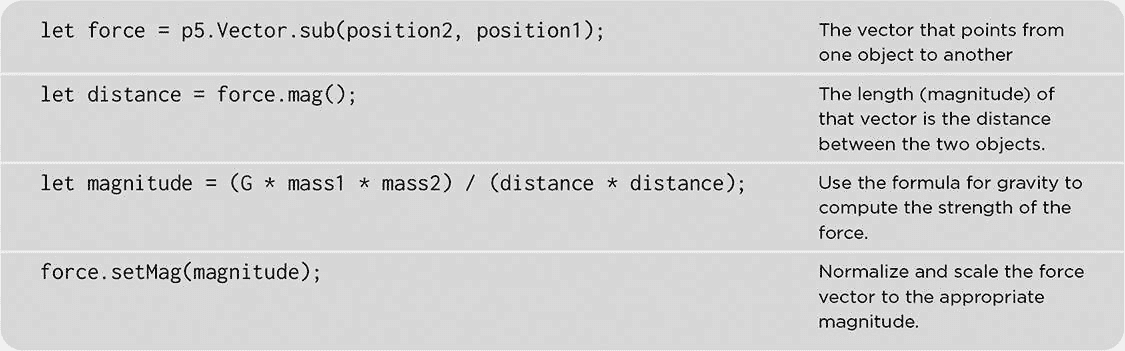 let force = p5.Vector.sub(position2, position1);
The vector that points from
one object to another
let distance = force.mag();
The length (magnitude) of
that vector is the distance
between the two objects.
let magnitude = (G * mass1 * mass2) / (distance * distance);
Use the formula for gravity to
compute the strength of the
force.
force.setMag(magnitude);
Normalize and scale the force
vector to the appropriate
magnitude.